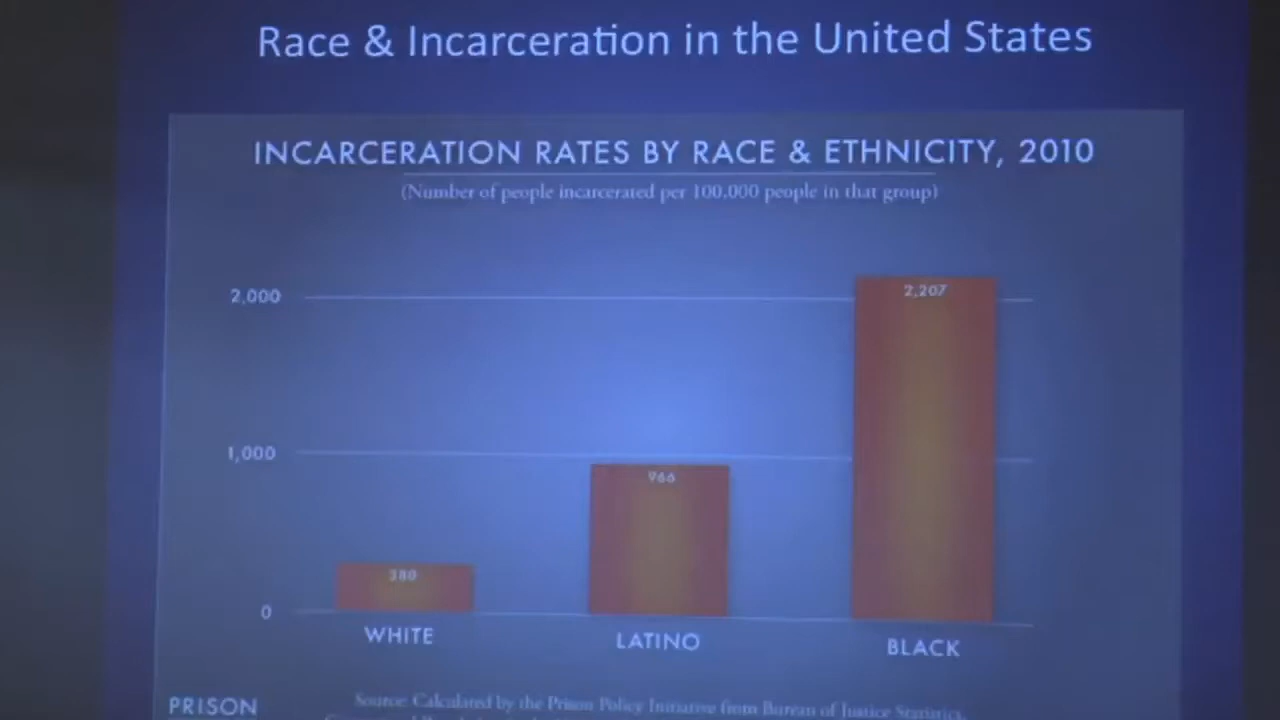 Race & Incarceration in the United States
INCARCERATION RATES BY RACE & ETHNICITY, 2010
(Number of people incarcerated per 100,000 people in that group)
2,000
2,207
1,000
966
380
0
WHITE
LATINO
BLACK
PRISON
Source: Calculated by the Prison Policy Initiative from Bureau of Justice Statistics,